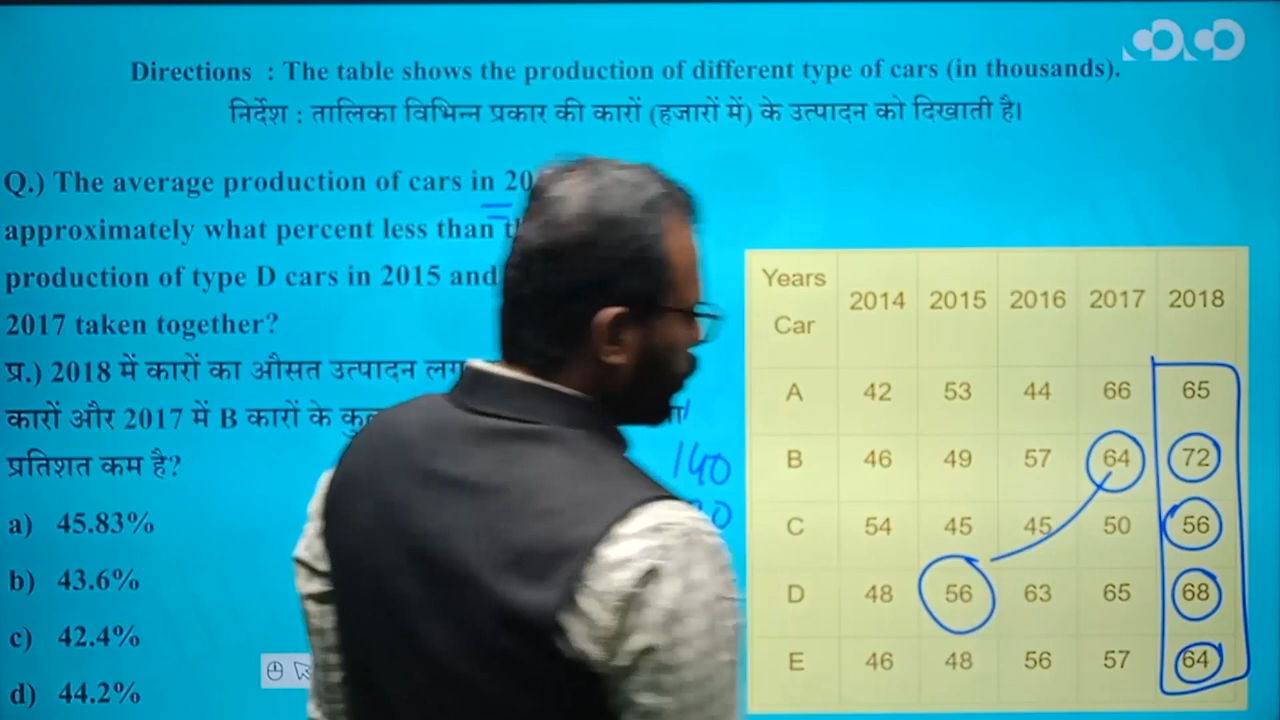 Directions : The table shows the production of different type of cars (in thousands).
निर्देश : तालिका विभिन्न प्रकार की कारों (हजारों में) के उत्पादन को दिखाती है।
Q.) The average production of cars in 20
approximately what percent less than
production of type D cars in 2015 and
2017 taken together?
प्र.) 2018 में कारों का औसत उत्पादन
कारों और 2017 में B कारों के
प्रतिशत कम है?
a) 45.83%
b) 43.6%
c) 42.4%
d) 44.2%
140
Years
Car 2014 2015 2016 2017 2018
A 42 53 44 66 65
B 46 49 57 64 72
C 54 45 45 50 56
D 48 56 63 65 68
E 46 48 56 57 64